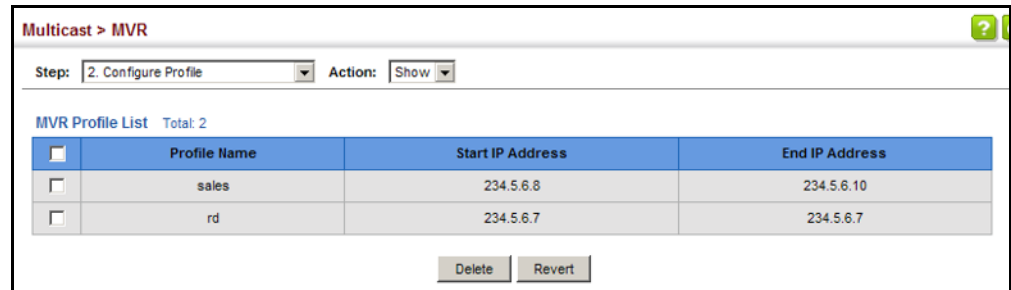 Multicast > MVR ?
Step: 2. Configure Profile Action: Show
MVR Profile List Total: 2
Profile Name Start IP Address End IP Address
sales 234.5.6.8 234.5.6.10
rd 234.5.6.7 234.5.6.7
Delete Revert